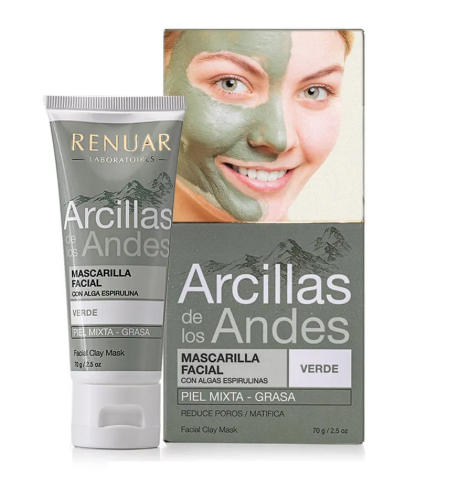 RENUAR
LABORATOIRES
Arcillas
de los Andes
MASCARILLA
FACIAL
CON ALGA ESPIRULINA
VERDE
PIEL MIXTA - GRASA
Facial Clay Mask
70 g / 2.5 oz
Arcillas
de los Andes
MASCARILLA
FACIAL
CON ALGAS ESPIRULINAS
VERDE
PIEL MIXTA - GRASA
REDUCE POROS / MATIFICA
Facial Clay Mask
70 g / 2.5 oz